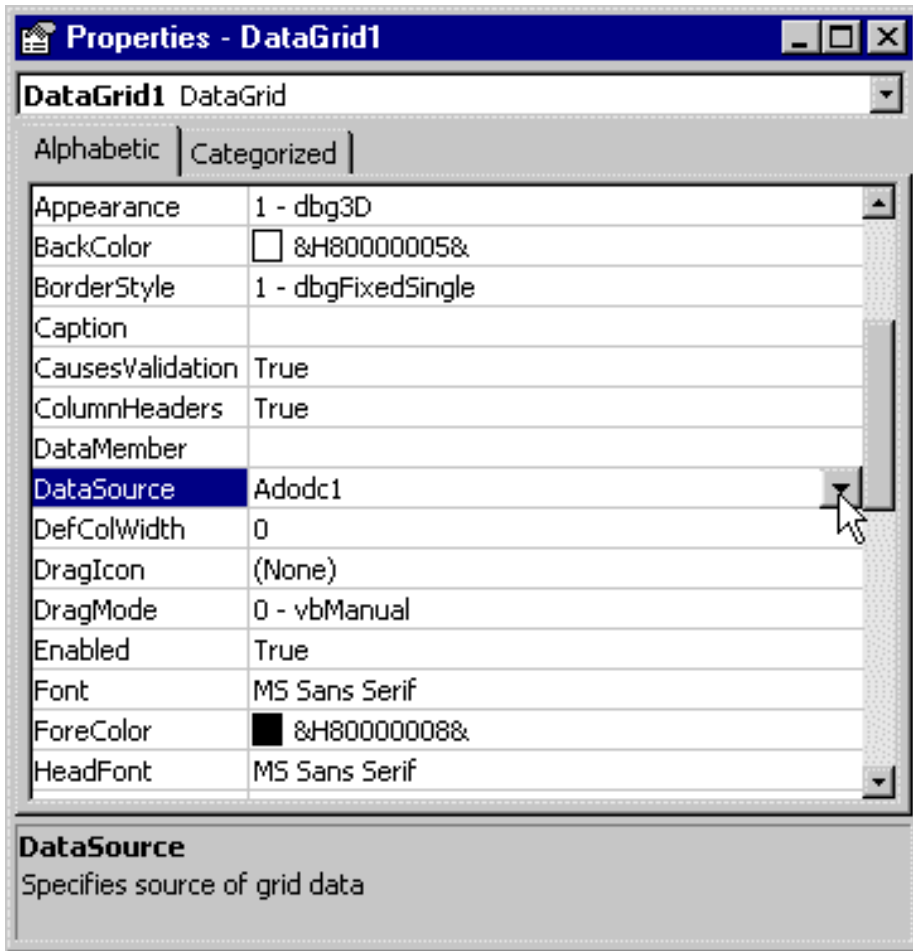 Properties - DataGrid1
DataGrid1 DataGrid
Alphabetic Categorized
Appearance 1 - dbg3D
BackColor &H80000005&
BorderStyle 1 - dbgFixedSingle
Caption
CausesValidation True
ColumnHeaders True
DataMember
DataSource Adodc1
DefColWidth 0
DragIcon (None)
DragMode 0 - vbManual
Enabled True
Font MS Sans Serif
ForeColor &H80000008&
HeadFont MS Sans Serif
DataSource
Specifies source of grid data